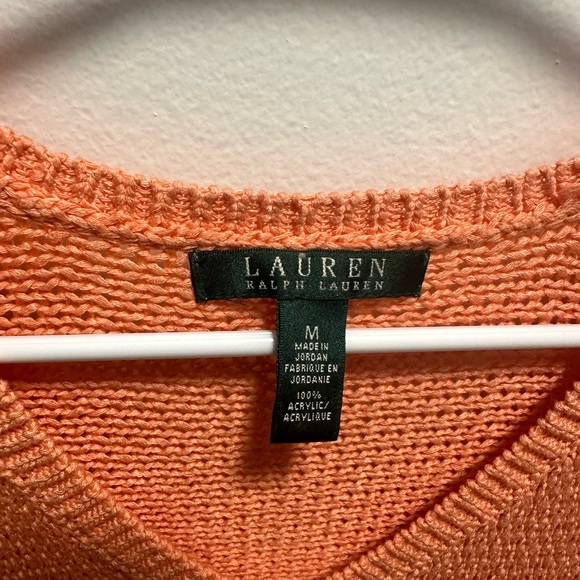 LAUREN
RALPH LAUREN
M
MADE IN
JORDAN
FABRIQUE EN
JORDANIE
100%
ACRYLIC/
ACRYLIQUE